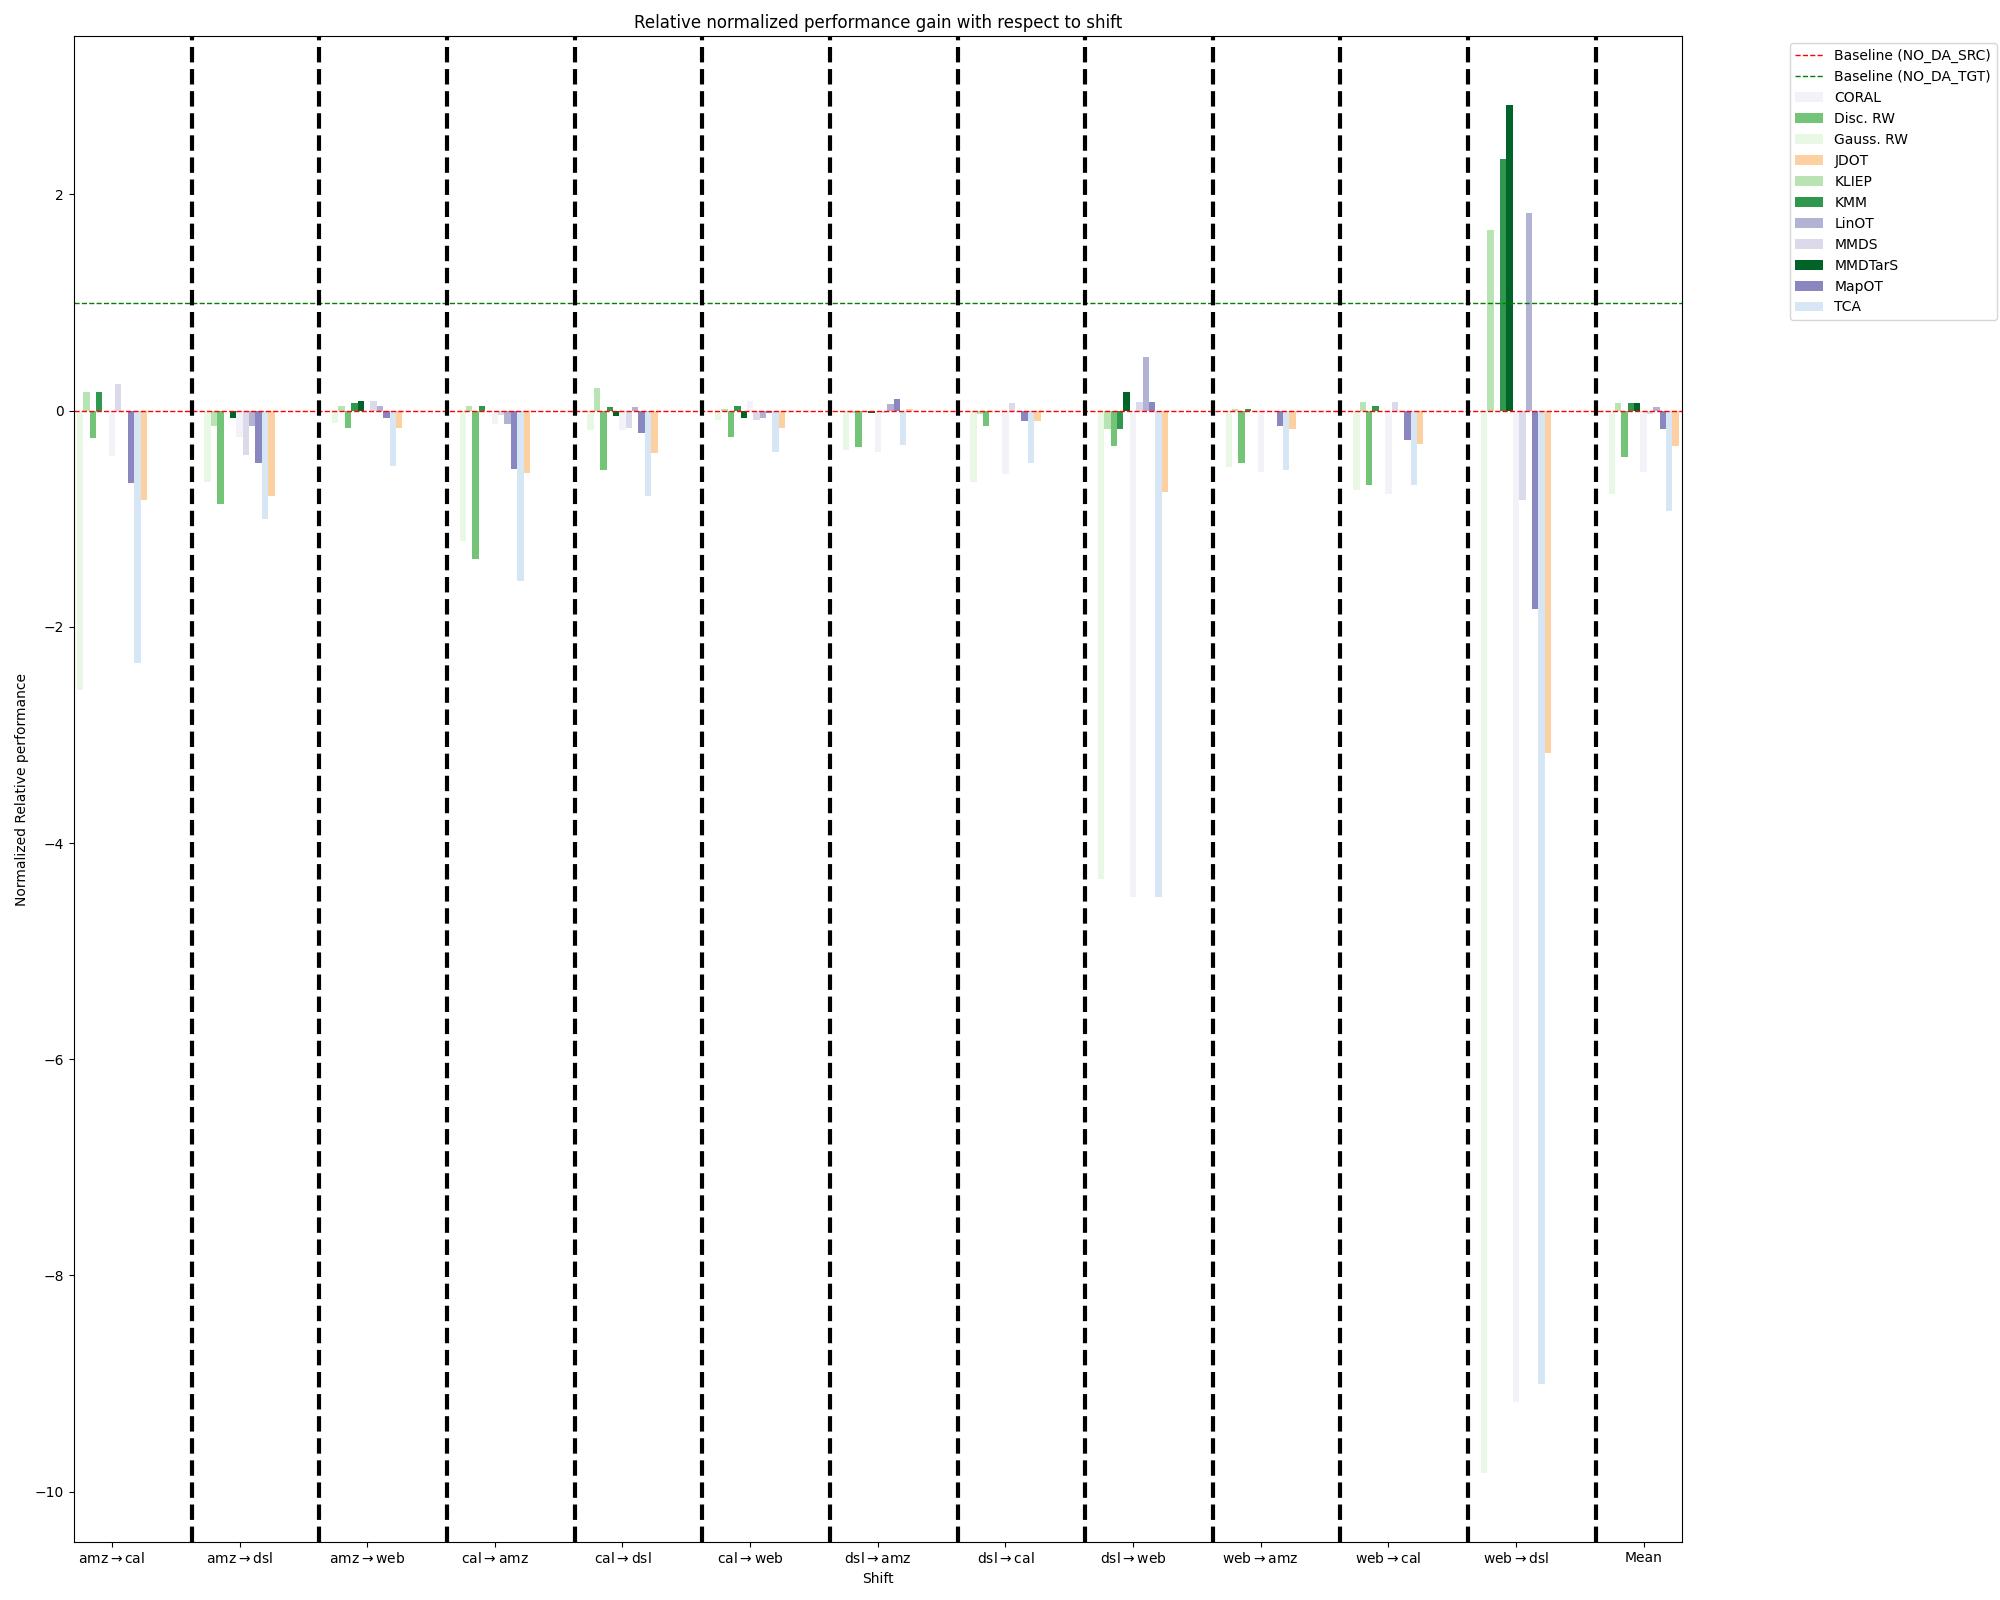 Relative normalized performance gain with respect to shift
Baseline (NO_DA_SRC)
Baseline (NO_DA_TGT)
CORAL
Disc. RW
Gauss. RW
JDOT
KLIEP
KMM
LinOT
MMDS
MMDTarS
MapOT
TCA
Normalized Relative performance
2
0
−2
−4
−6
−8
−10
amz→cal amz→dsl amz→web cal→amz cal→dsl cal→web dsl→amz dsl→cal dsl→web web→amz web→cal web→dsl Mean
Shift